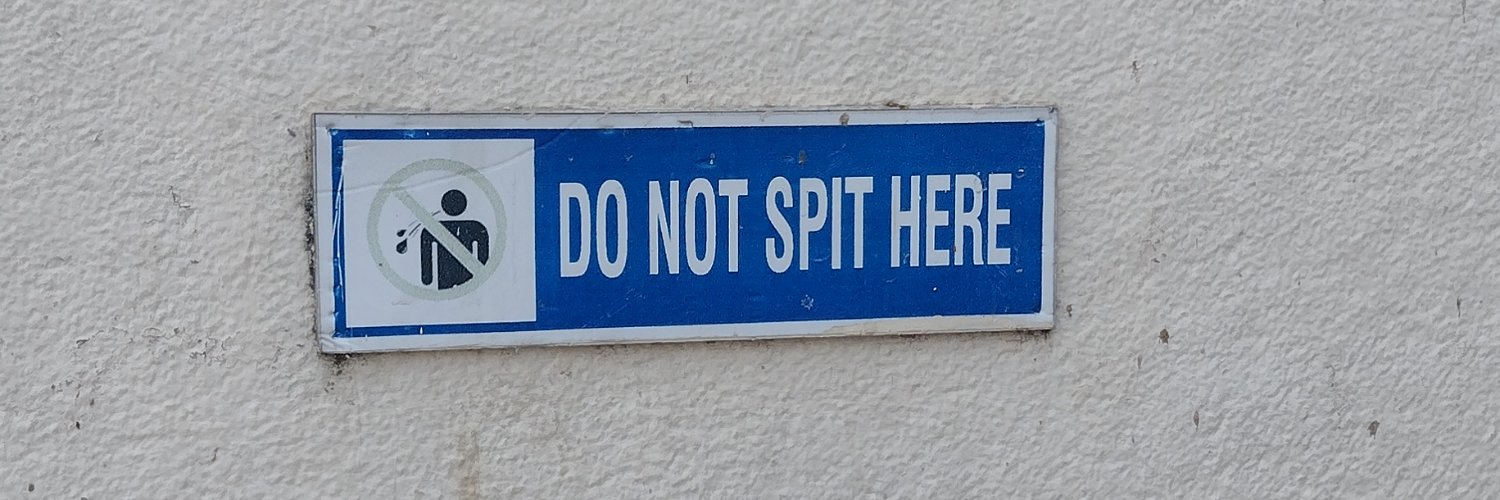 DO NOT SPIT HERE